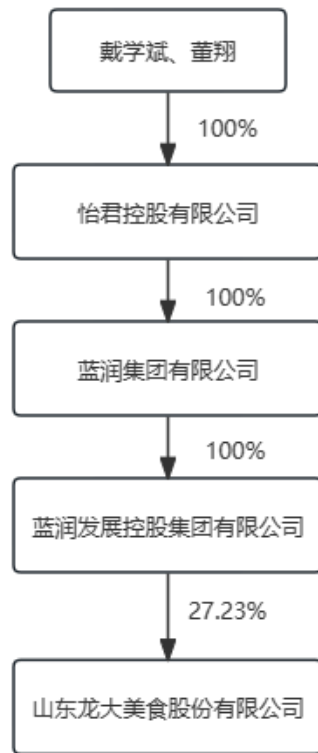 戴学斌、董翔
100%
怡君控股有限公司
100%
蓝润集团有限公司
100%
蓝润发展控股集团有限公司
27.23%
山东龙大美食股份有限公司